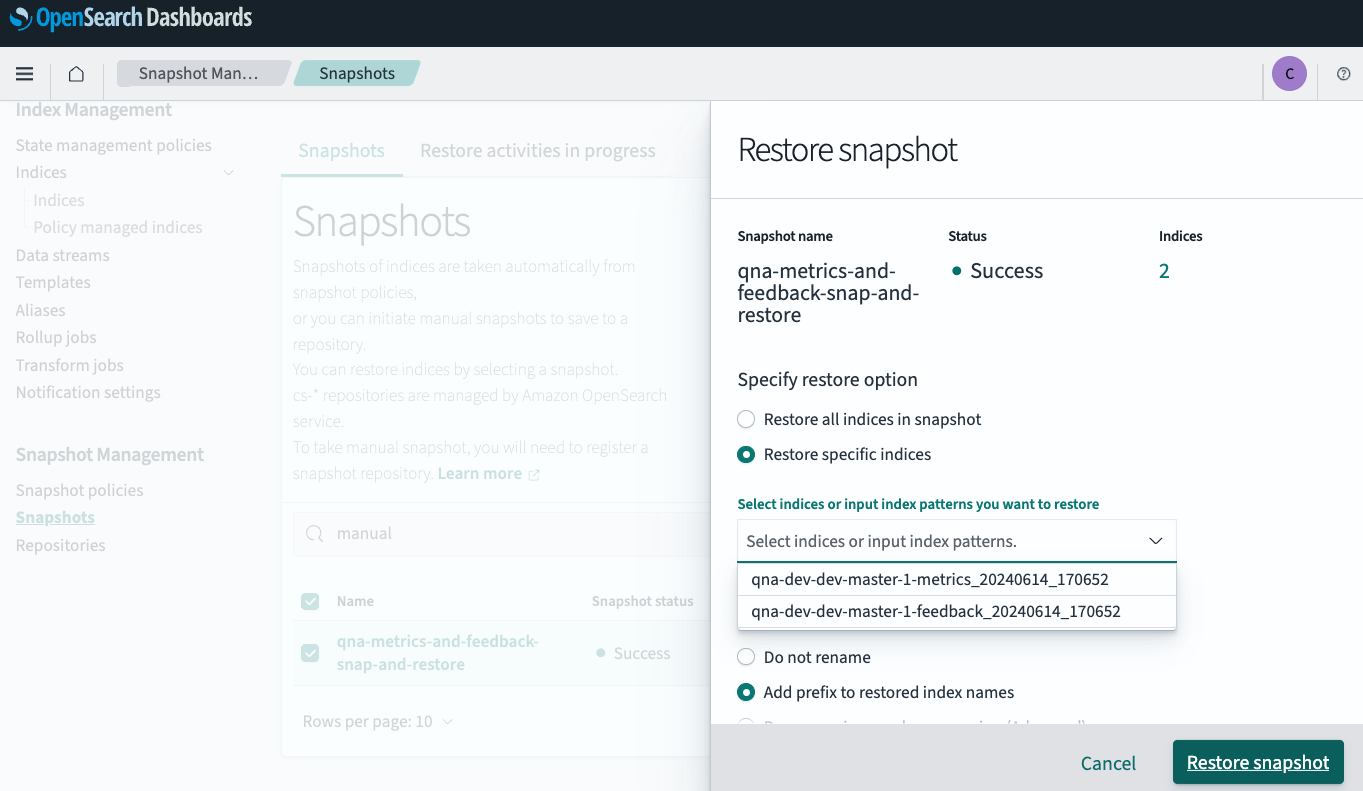 OpenSearch Dashboards
Snapshot Man…
Snapshots
C
Index Management
State management policies
Indices
Indices
Policy managed indices
Data streams
Templates
Aliases
Rollup jobs
Transform jobs
Notification settings
Snapshot Management
Snapshot policies
Snapshots
Repositories
Snapshots
Restore activities in progress
Snapshots
Snapshots of indices are taken automatically from
snapshot policies,
or you can initiate manual snapshots to save to a
repository.
You can restore indices by selecting a snapshot.
cs-* repositories are managed by Amazon OpenSearch
service.
To take manual snapshot, you will need to register a
snapshot repository. Learn more
manual
Name
Snapshot status
qna-metrics-and-feedback-
snap-and-restore
Success
Rows per page: 10
Restore snapshot
Snapshot name
Status
Indices
qna-metrics-and-
feedback-snap-and-
restore
Success
2
Specify restore option
Restore all indices in snapshot
Restore specific indices
Select indices or input index patterns you want to restore
Select indices or input index patterns.
qna-dev-dev-master-1-metrics_20240614_170652
qna-dev-dev-master-1-feedback_20240614_170652
Do not rename
Add prefix to restored index names
Cancel
Restore snapshot